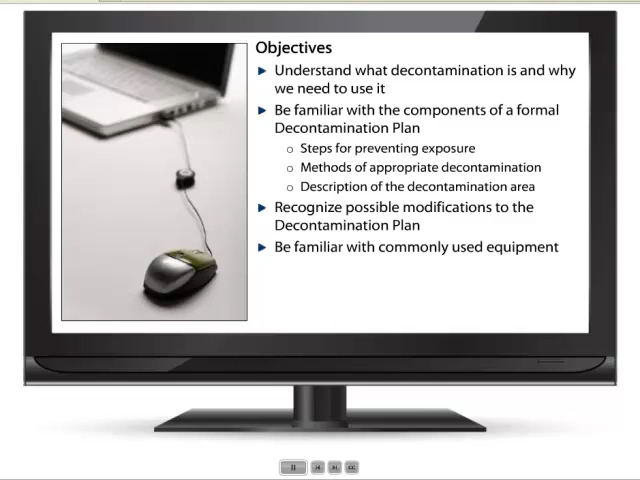 Objectives
Understand what decontamination is and why
we need to use it
Be familiar with the components of a formal
Decontamination Plan
Steps for preventing exposure
Methods of appropriate decontamination
Description of the decontamination area
Recognize possible modifications to the
Decontamination Plan
Be familiar with commonly used equipment